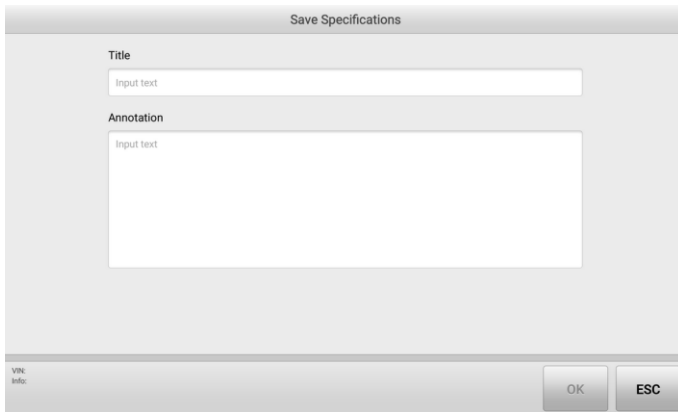 Save Specifications
Title
Input text
Annotation
Input text
VIN:
Info:
OK
ESC